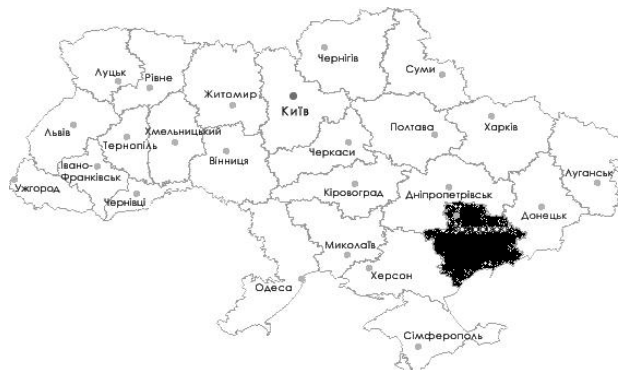 Чернігів
Суми
Луцьк
Рівне
Житомир
Київ
Львів
Тернопіль
Хмельницький
Вінниця
Черкаси
Полтава
Харків
Івано-
Франківськ
Ужгород
Чернівці
Кіровоград
Дніпропетрівськ
Луганськ
Донецьк
Миколаїв
Херсон
Одеса
Сімферополь